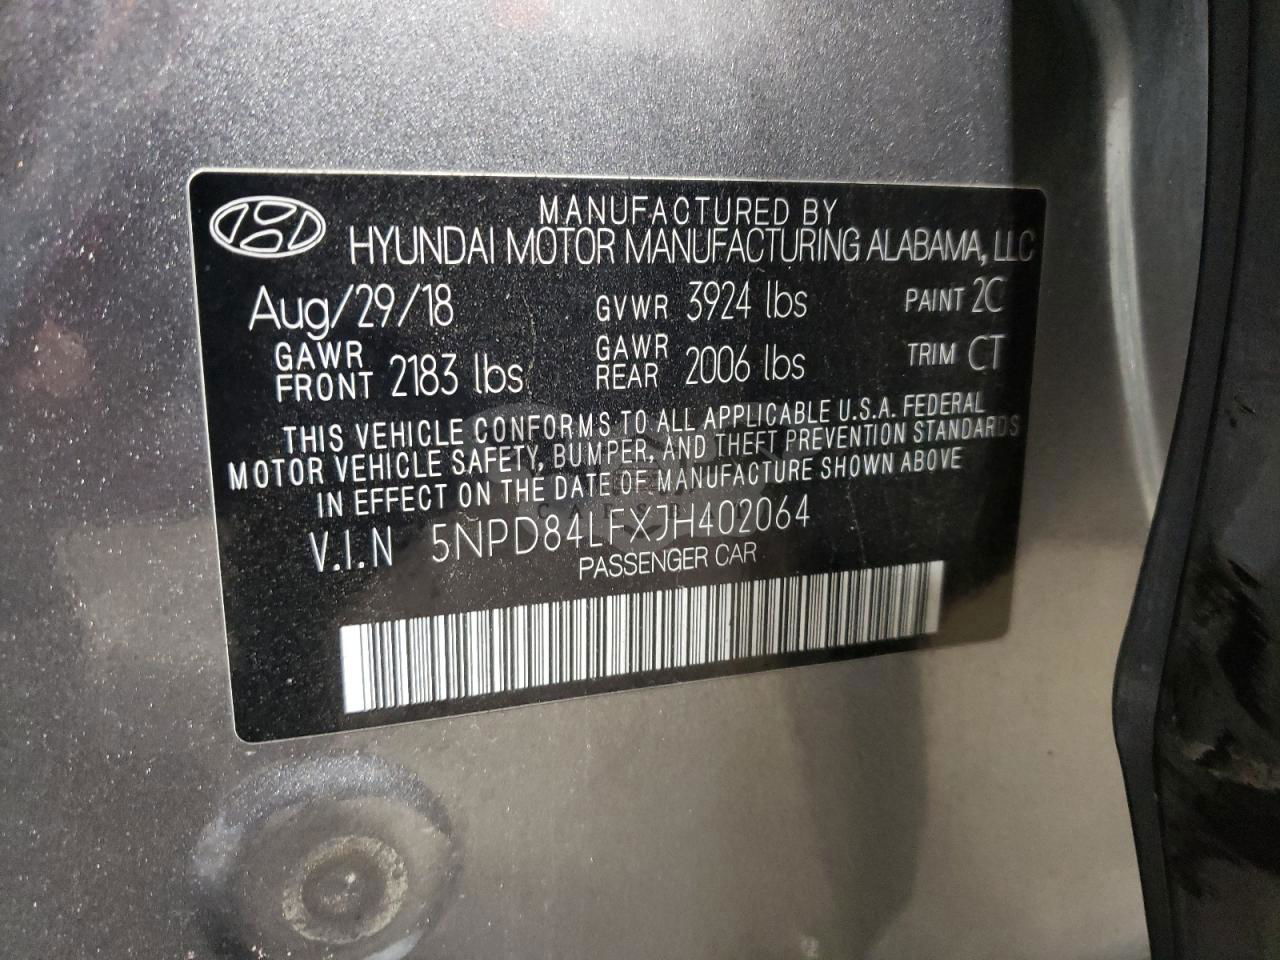 MANUFACTURED BY
HYUNDAI MOTOR MANUFACTURING ALABAMA, LLC
Aug/29/18 GVWR 3924 lbs PAINT 2C
GAWR FRONT 2183 lbs GAWR REAR 2006 lbs TRIM CT
THIS VEHICLE CONFORMS TO ALL APPLICABLE U.S.A. FEDERAL
MOTOR VEHICLE SAFETY, BUMPER, AND THEFT PREVENTION STANDARDS
IN EFFECT ON THE DATE OF MANUFACTURE SHOWN ABOVE
V.I.N 5NPD84LFXJH402064
PASSENGER CAR